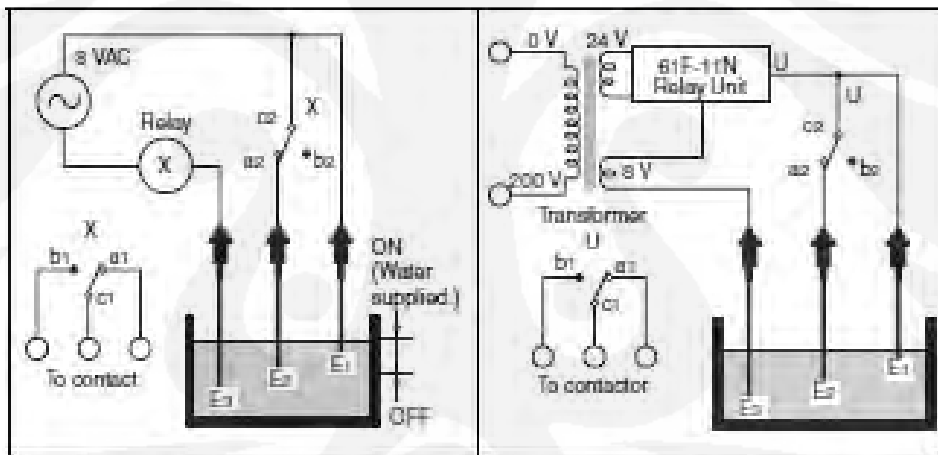 8 VAC
X
c2
Relay
X
a2
b2
X
b1
a1
c1
ON
(Water
supplied.)
To contact
E3
E2
E1
OFF
0 V
24 V
61F-11N
Relay Unit
U
U
c2
a2
b2
200 V
8 V
Transformer
U
b1
a1
c1
To contactor
E3
E2
E1